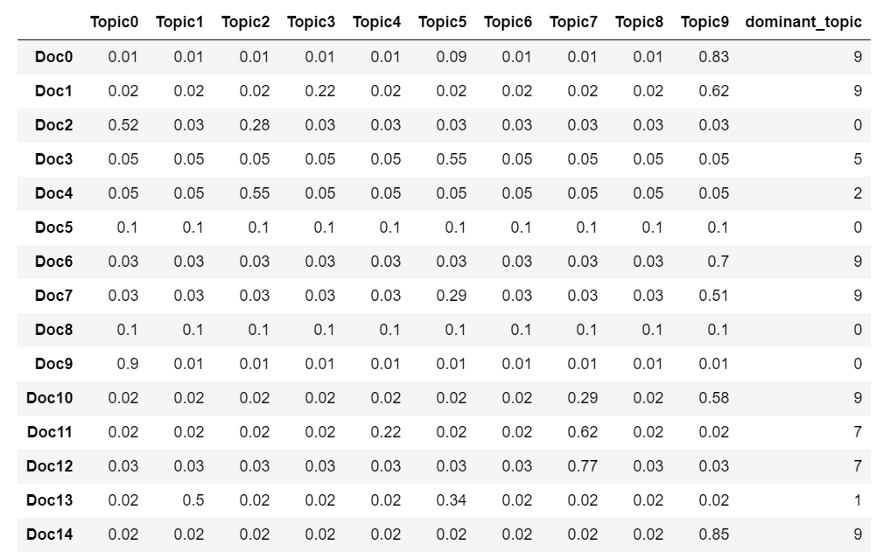 Topic0 Topic1 Topic2 Topic3 Topic4 Topic5 Topic6 Topic7 Topic8 Topic9 dominant_topic
Doc0 0.01 0.01 0.01 0.01 0.01 0.09 0.01 0.01 0.01 0.83 9
Doc1 0.02 0.02 0.02 0.22 0.02 0.02 0.02 0.02 0.02 0.62 9
Doc2 0.52 0.03 0.28 0.03 0.03 0.03 0.03 0.03 0.03 0.03 0
Doc3 0.05 0.05 0.05 0.05 0.05 0.55 0.05 0.05 0.05 0.05 5
Doc4 0.05 0.05 0.55 0.05 0.05 0.05 0.05 0.05 0.05 0.05 2
Doc5 0.1 0.1 0.1 0.1 0.1 0.1 0.1 0.1 0.1 0.1 0
Doc6 0.03 0.03 0.03 0.03 0.03 0.03 0.03 0.03 0.03 0.7 9
Doc7 0.03 0.03 0.03 0.03 0.03 0.29 0.03 0.03 0.03 0.51 9
Doc8 0.1 0.1 0.1 0.1 0.1 0.1 0.1 0.1 0.1 0.1 0
Doc9 0.9 0.01 0.01 0.01 0.01 0.01 0.01 0.01 0.01 0.01 0
Doc10 0.02 0.02 0.02 0.02 0.02 0.02 0.02 0.29 0.02 0.58 9
Doc11 0.02 0.02 0.02 0.02 0.22 0.02 0.02 0.62 0.02 0.02 7
Doc12 0.03 0.03 0.03 0.03 0.03 0.03 0.03 0.77 0.03 0.03 7
Doc13 0.02 0.5 0.02 0.02 0.02 0.34 0.02 0.02 0.02 0.02 1
Doc14 0.02 0.02 0.02 0.02 0.02 0.02 0.02 0.02 0.02 0.85 9